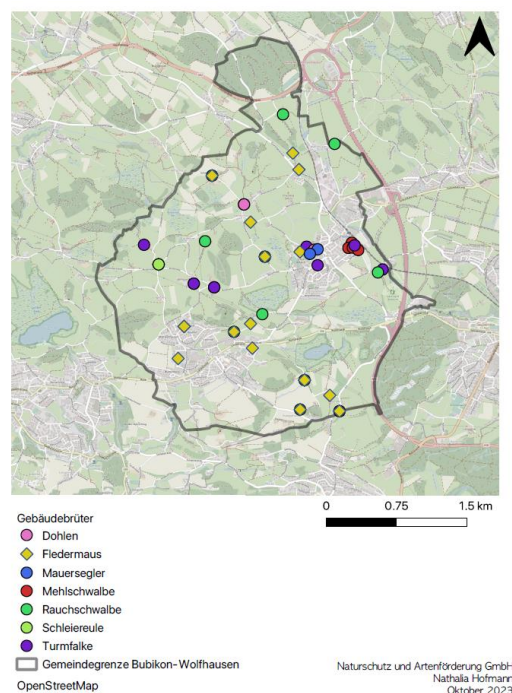 0 0.75 1.5 km
Gebäudebrüter
Dohlen
Fledermaus
Mauersegler
Mehlschwalbe
Rauchschwalbe
Schleiereule
Turmfalke
Gemeindegrenze Bubikon-Wolfhausen
OpenStreetMap
Naturschutz und Artenförderung GmbH
Nathalia Hofmann
Oktober 2023